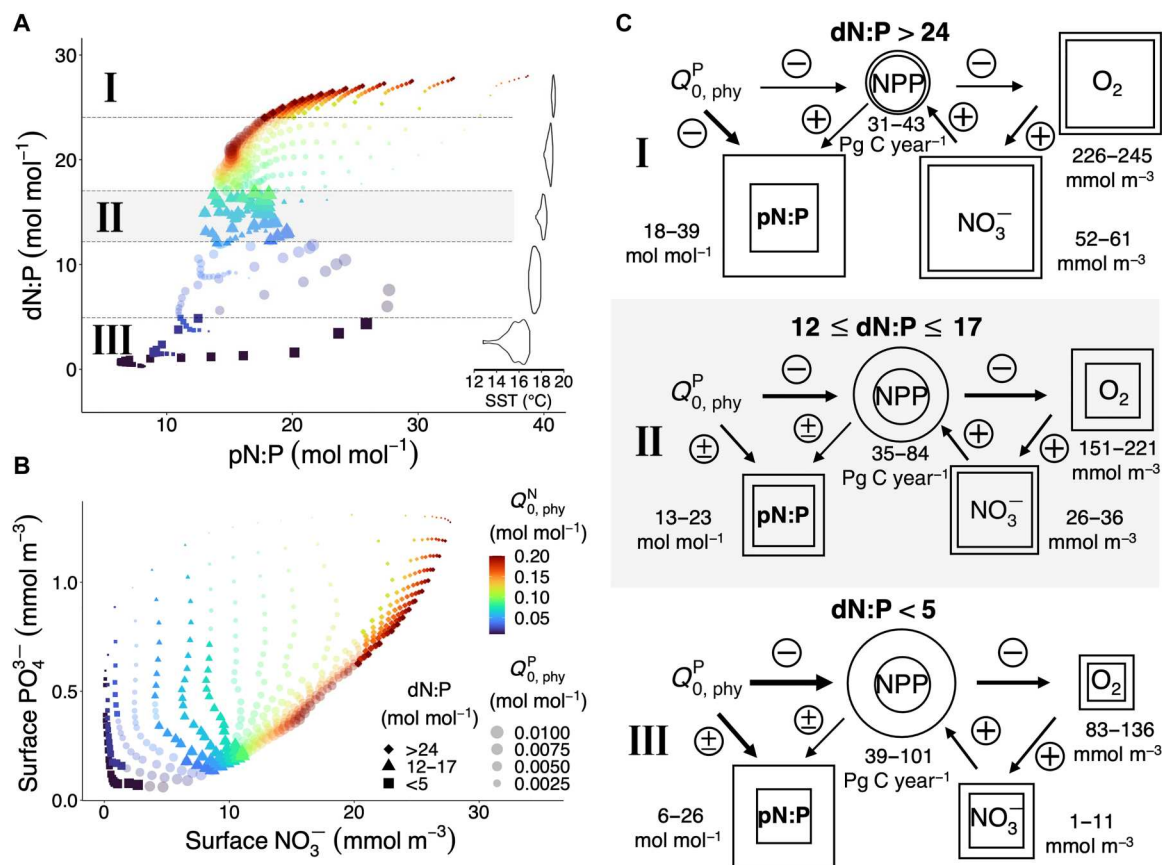 A
dN:P (mol mol⁻¹)
30
20
10
0
I
II
III
10
20
30
40
pN:P (mol mol⁻¹)
12 14 16 18 20
SST (°C)
B
Surface PO₄³⁻ (mmol m⁻³)
1.0
0.5
0.0
0
10
20
30
Surface NO₃⁻ (mmol m⁻³)
Q^N_0, phy
(mol mol⁻¹)
0.20
0.15
0.10
0.05
Q^P_0, phy
(mol mol⁻¹)
0.0100
0.0075
0.0050
0.0025
dN:P
(mol mol⁻¹)
>24
12–17
<5
C
dN:P > 24
Q^P_0, phy
−
NPP
−
O₂
−
+
31–43
Pg C year⁻¹
+
+
226–245
mmol m⁻³
I
pN:P
NO₃⁻
18–39
mol mol⁻¹
52–61
mmol m⁻³
12 ≤ dN:P ≤ 17
Q^P_0, phy
−
NPP
−
O₂
II
±
±
35–84
Pg C year⁻¹
+
+
151–221
mmol m⁻³
pN:P
NO₃⁻
13–23
mol mol⁻¹
26–36
mmol m⁻³
dN:P < 5
Q^P_0, phy
−
NPP
−
O₂
III
±
±
39–101
Pg C year⁻¹
+
+
83–136
mmol m⁻³
pN:P
NO₃⁻
6–26
mol mol⁻¹
1–11
mmol m⁻³